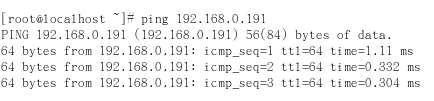 [root@localhost ~]# ping 192.168.0.191
PING 192.168.0.191 (192.168.0.191) 56(84) bytes of data.
64 bytes from 192.168.0.191: icmp_seq=1 ttl=64 time=1.11 ms
64 bytes from 192.168.0.191: icmp_seq=2 ttl=64 time=0.332 ms
64 bytes from 192.168.0.191: icmp_seq=3 ttl=64 time=0.304 ms